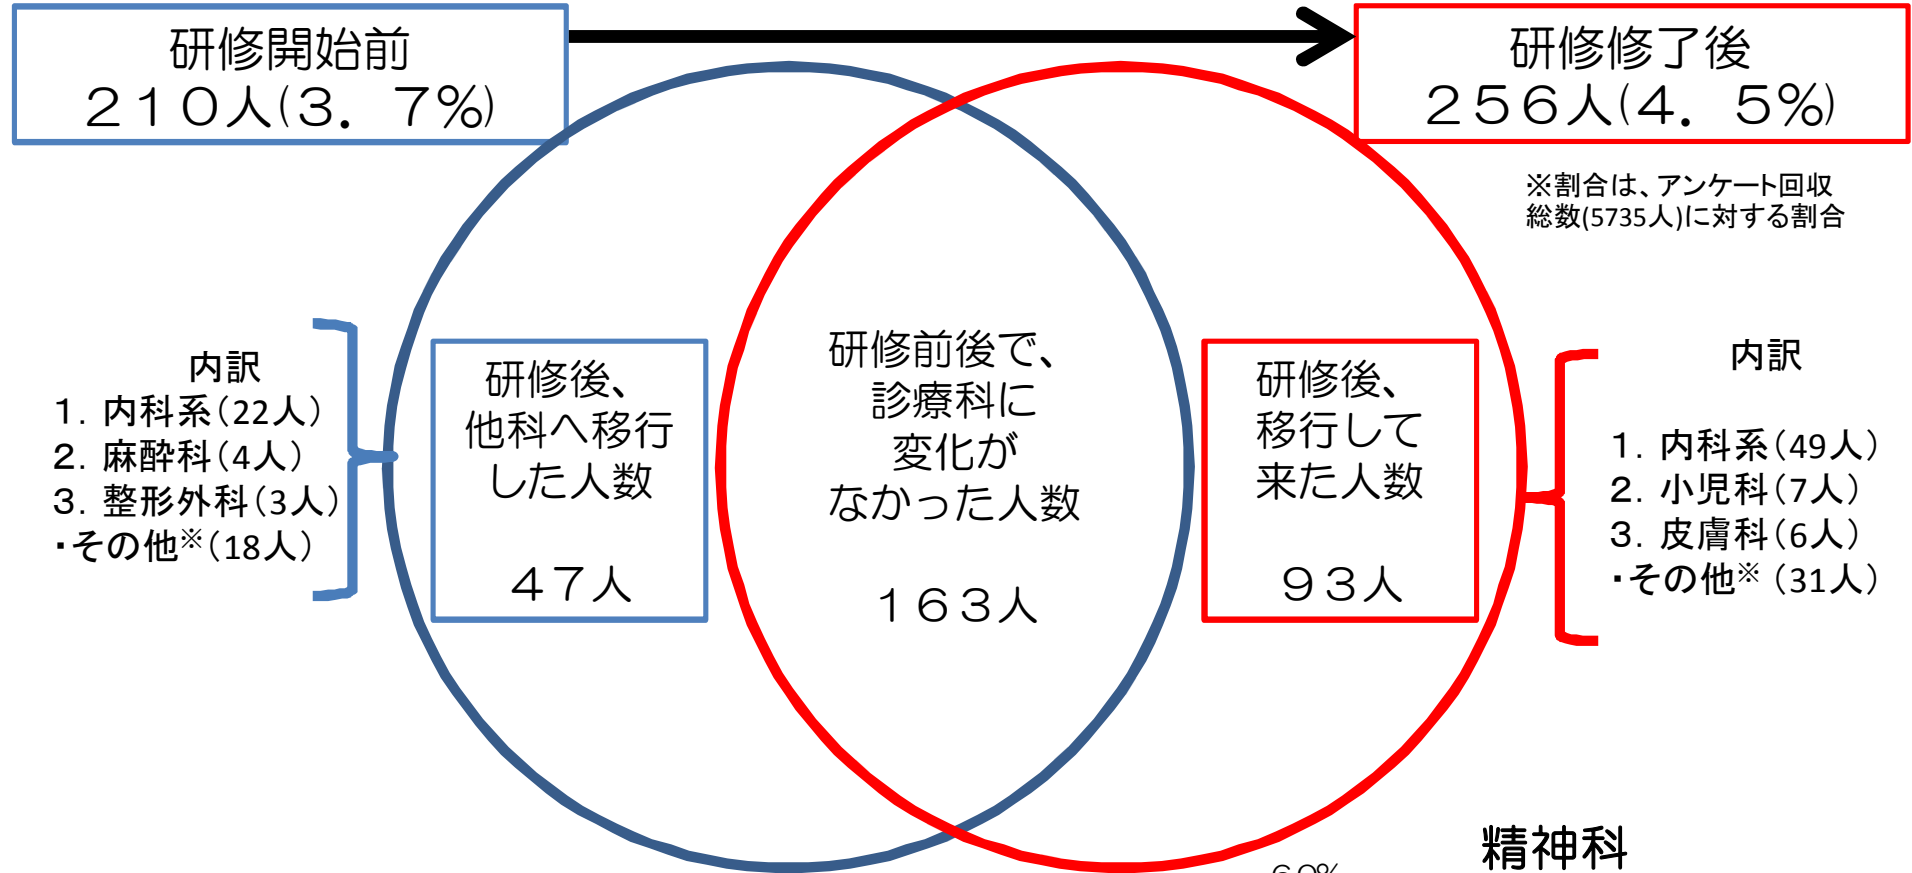 研修開始前
２１０人(３．７％)
研修修了後
２５６人(４．５％)
※割合は、アンケート回収
総数(5735人)に対する割合
内訳
１．内科系（22人）
２．麻酔科（4人）
３．整形外科（3人）
・その他※（18人）
研修後、
他科へ移行
した人数
４７人
研修前後で、
診療科に
変化が
なかった人数
１６３人
研修後、
移行して
来た人数
９３人
内訳
１．内科系（49人）
２．小児科（7人）
３．皮膚科（6人）
・その他※（31人）
精神科